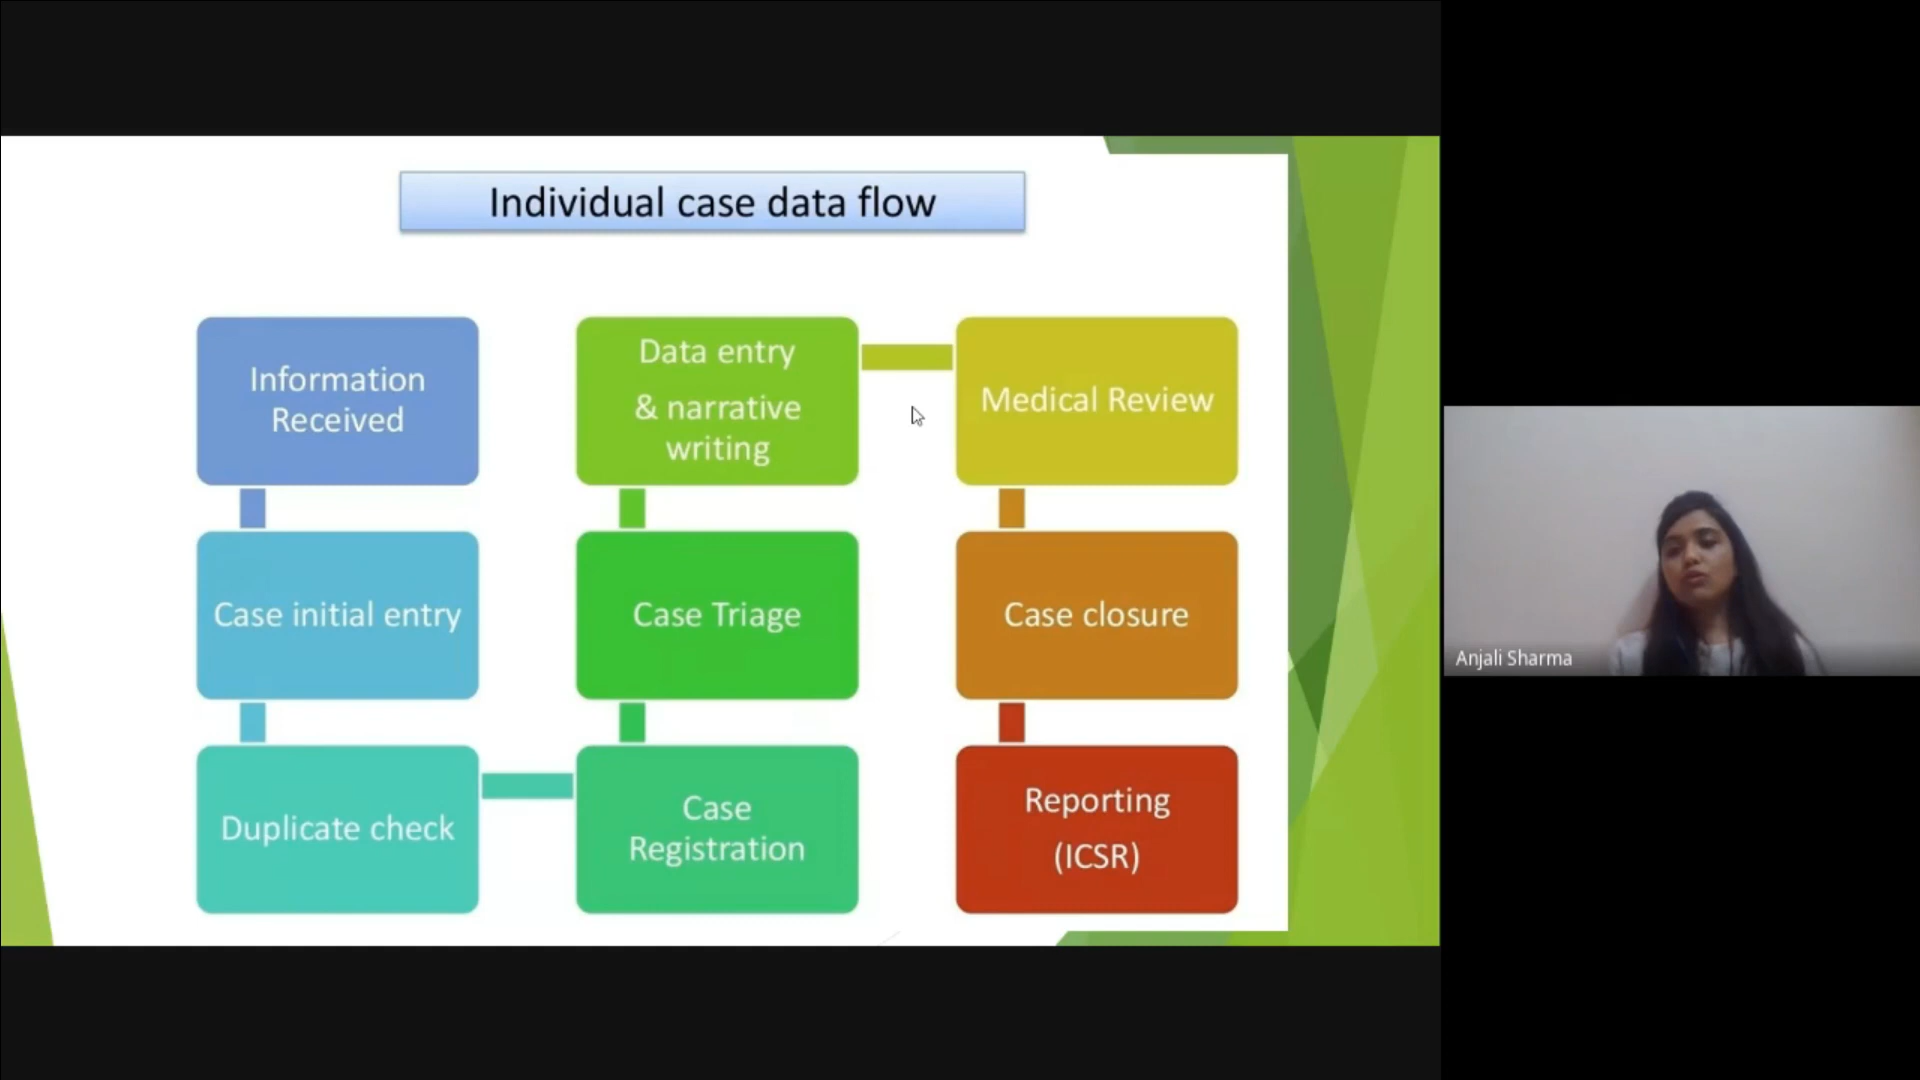 Individual case data flow
Information
Received
Case initial entry
Duplicate check
Case
Registration
Case Triage
Data entry
& narrative
writing
Medical Review
Case closure
Reporting
(ICSR)
Anjali Sharma